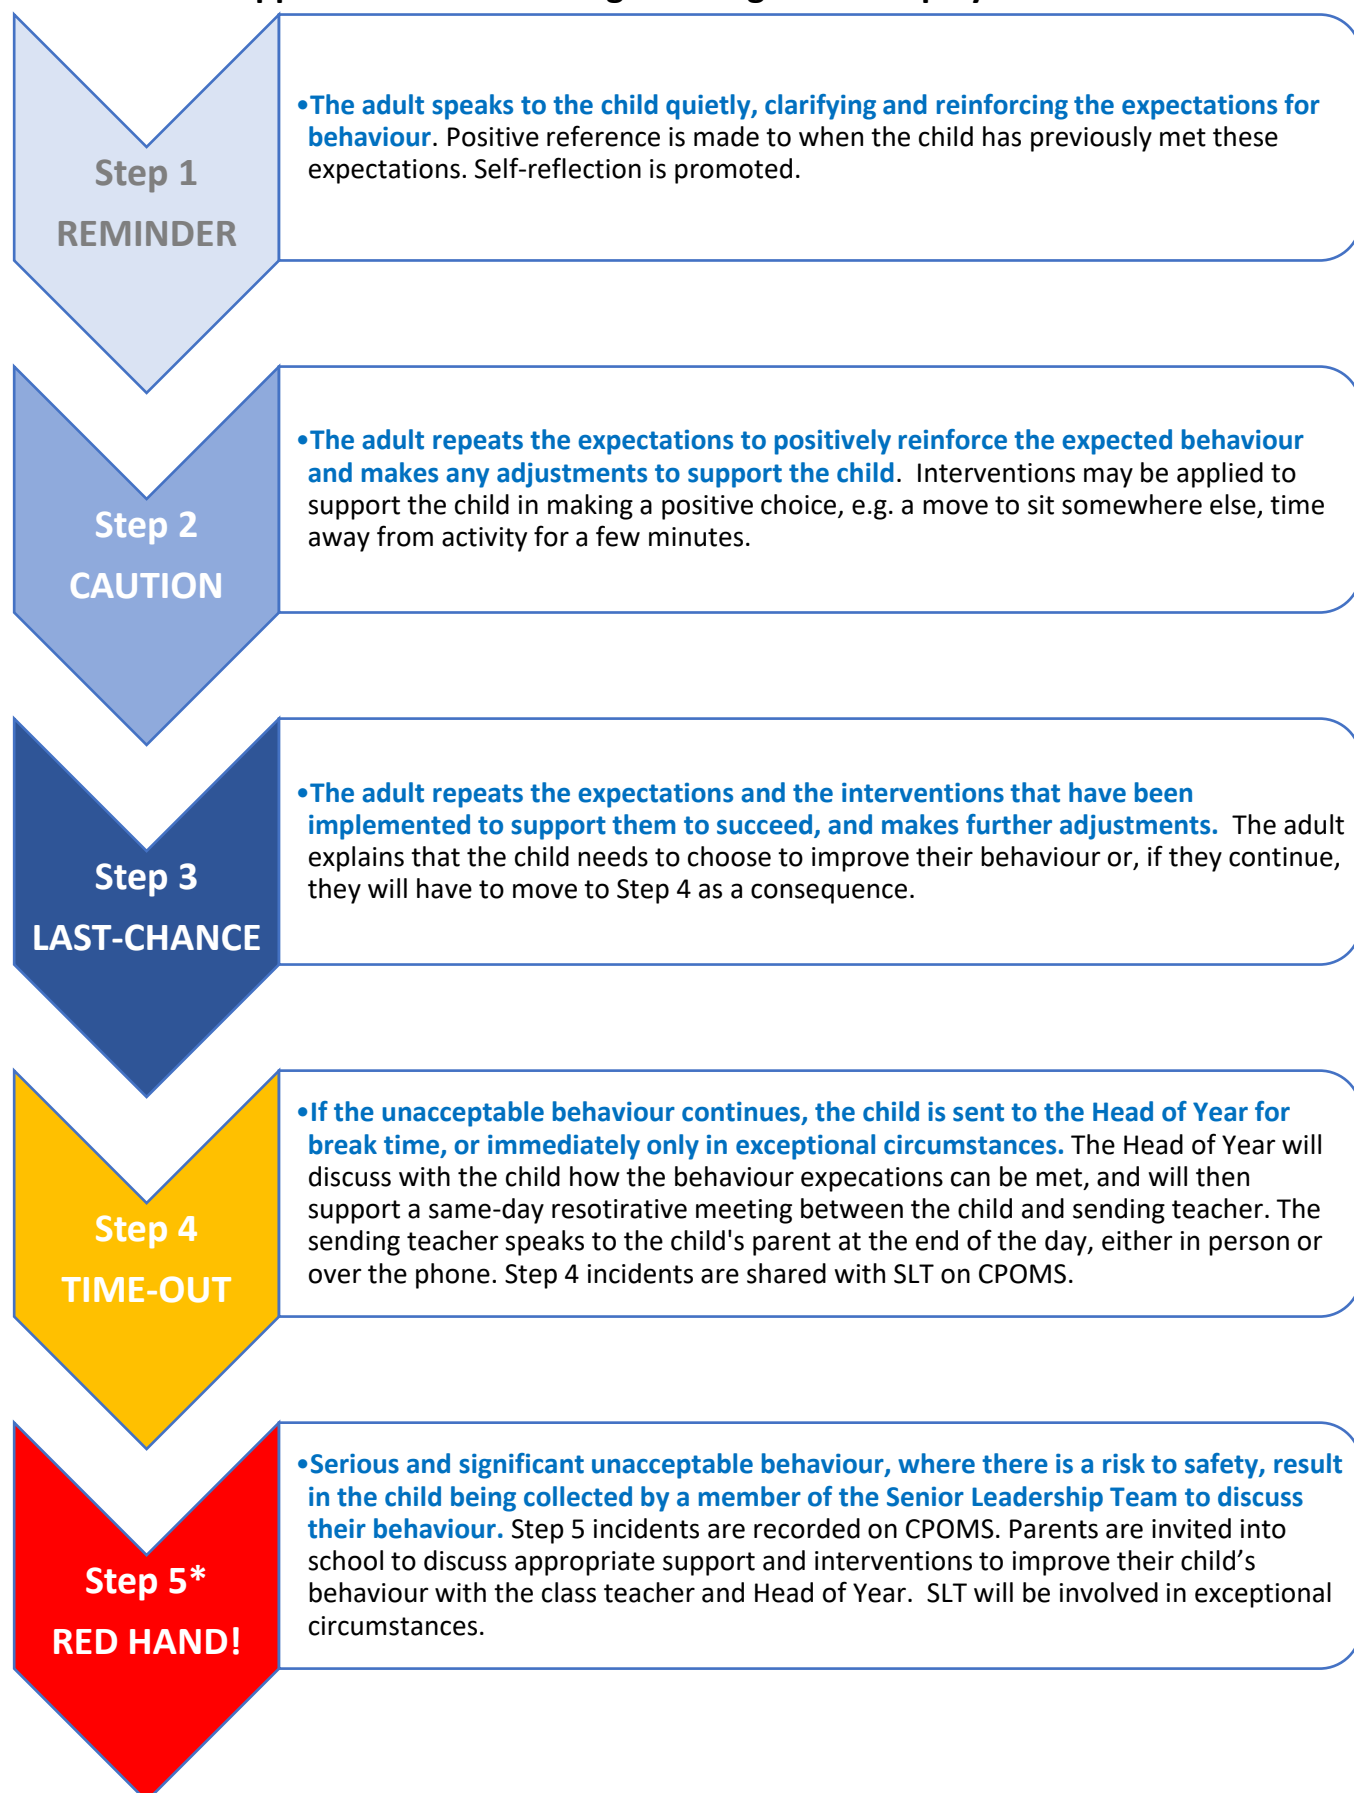 Step 1
REMINDER
•The adult speaks to the child quietly, clarifying and reinforcing the expectations for
behaviour. Positive reference is made to when the child has previously met these
expectations. Self-reflection is promoted.
Step 2
CAUTION
•The adult repeats the expectations to positively reinforce the expected behaviour
and makes any adjustments to support the child. Interventions may be applied to
support the child in making a positive choice, e.g. a move to sit somewhere else, time
away from activity for a few minutes.
Step 3
LAST-CHANCE
•The adult repeats the expectations and the interventions that have been
implemented to support them to succeed, and makes further adjustments. The adult
explains that the child needs to choose to improve their behaviour or, if they continue,
they will have to move to Step 4 as a consequence.
Step 4
TIME-OUT
•If the unacceptable behaviour continues, the child is sent to the Head of Year for
break time, or immediately only in exceptional circumstances. The Head of Year will
discuss with the child how the behaviour expecations can be met, and will then
support a same-day resotirative meeting between the child and sending teacher. The
sending teacher speaks to the child's parent at the end of the day, either in person or
over the phone. Step 4 incidents are shared with SLT on CPOMS.
Step 5*
RED HAND!
•Serious and significant unacceptable behaviour, where there is a risk to safety, result
in the child being collected by a member of the Senior Leadership Team to discuss
their behaviour. Step 5 incidents are recorded on CPOMS. Parents are invited into
school to discuss appropriate support and interventions to improve their child’s
behaviour with the class teacher and Head of Year. SLT will be involved in exceptional
circumstances.